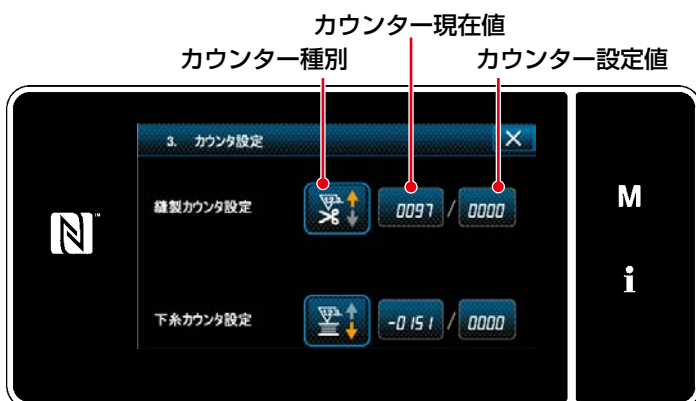 カウンター現在値
カウンター種別
カウンター設定値
3. カウンタ設定
縫製カウンタ設定
0097 / 0000
M
i
下糸カウンタ設定
-0151 / 0000